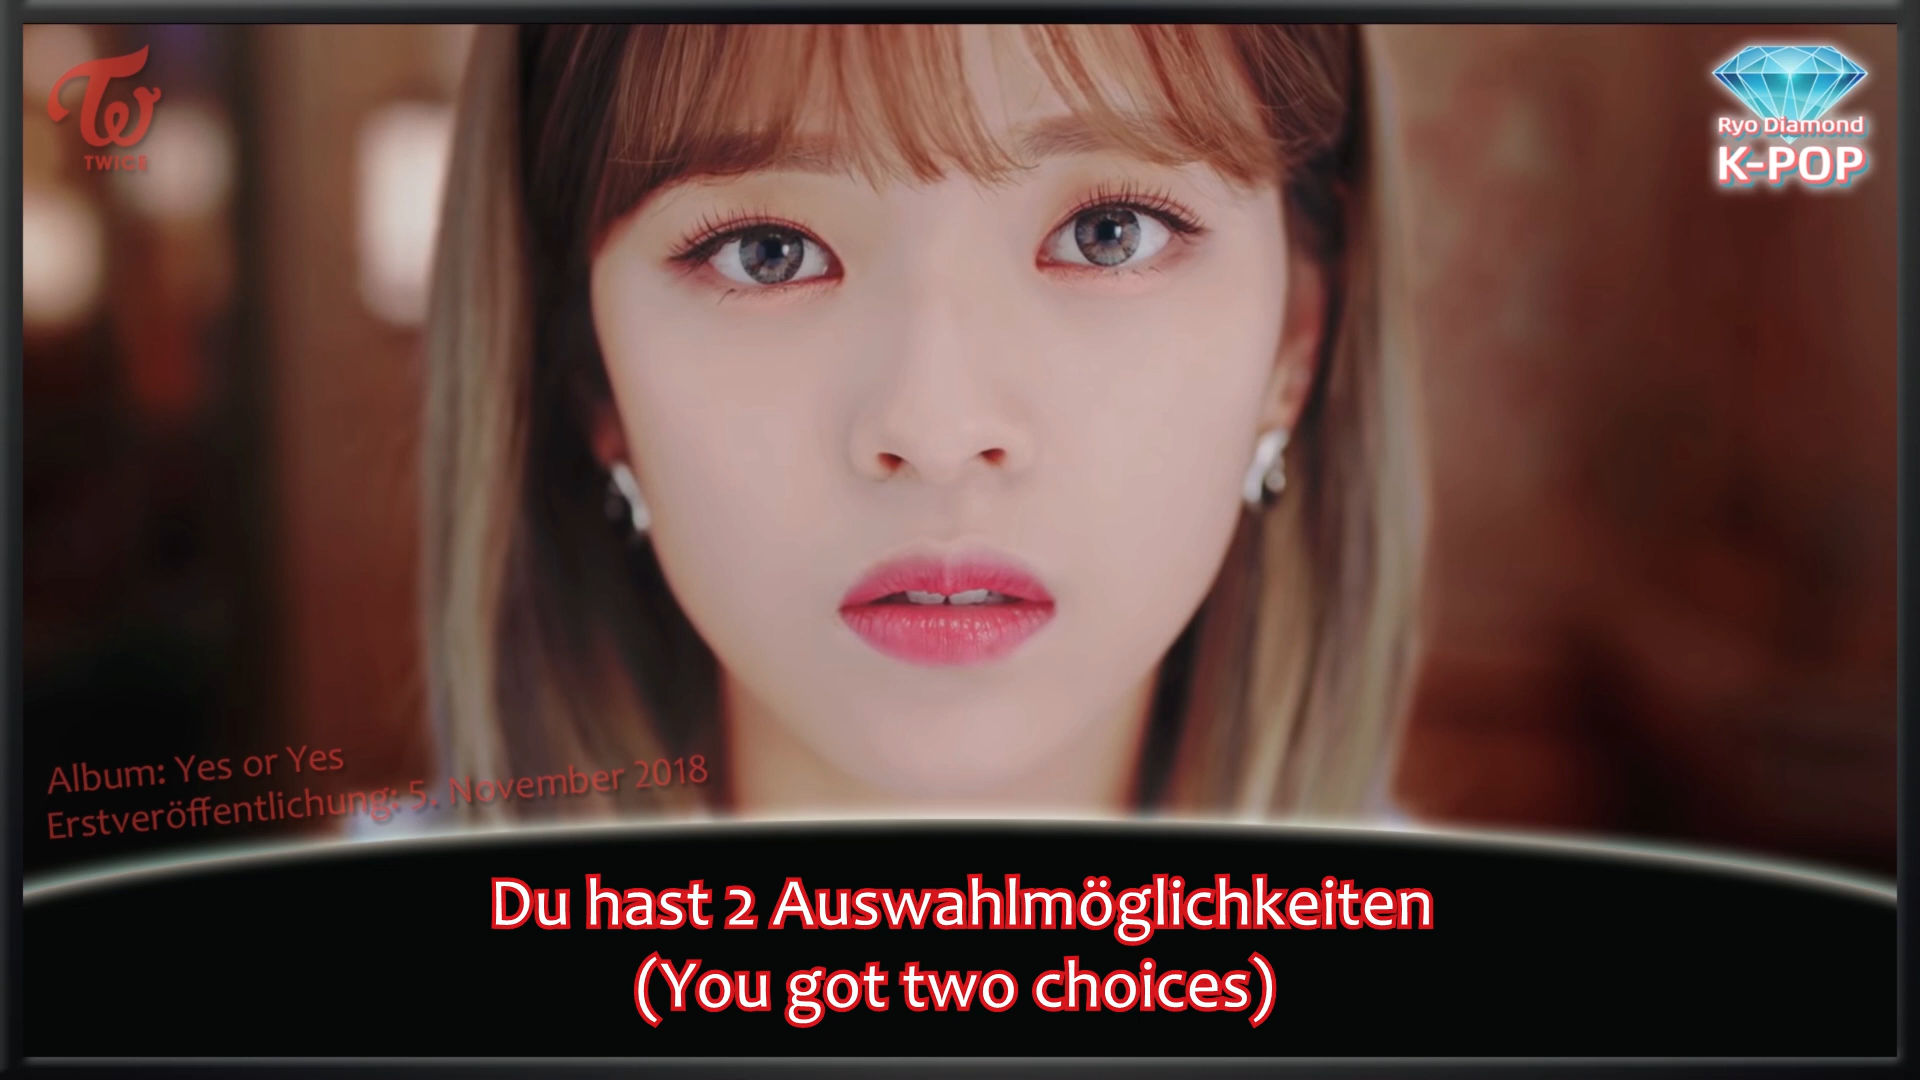 TWICE
Ryo Diamond
K-POP
Album: Yes or Yes
Erstveröffentlichung: 5. November 2018
Du hast 2 Auswahlmöglichkeiten
(You got two choices)